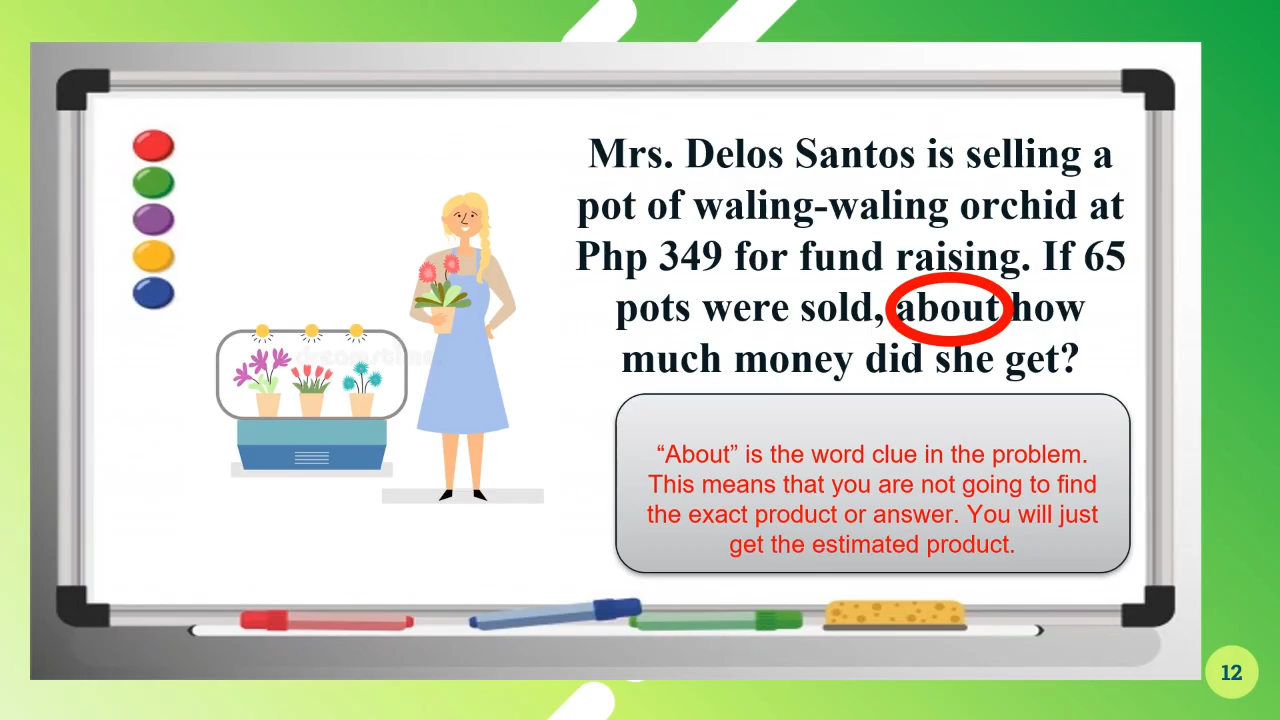 Mrs. Delos Santos is selling a
pot of waling-waling orchid at
Php 349 for fund raising. If 65
pots were sold, about how
much money did she get?
“About” is the word clue in the problem.
This means that you are not going to find
the exact product or answer. You will just
get the estimated product.
dreamstime.
12